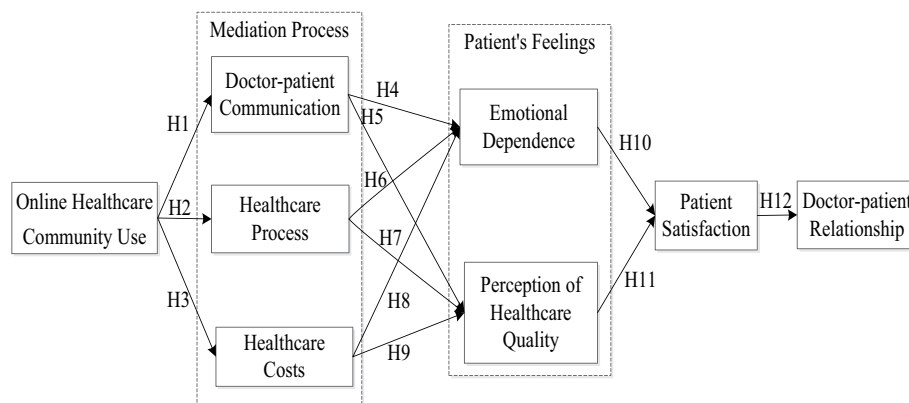 Mediation Process
Patient's Feelings
Doctor-patient
Communication
H4
H5
Emotional
Dependence
H1
H10
H6
Online Healthcare
Community Use
H2
Healthcare
Process
Patient
Satisfaction
H12
Doctor-patient
Relationship
H7
H3
H8
Perception of
Healthcare
Quality
H11
Healthcare
Costs
H9